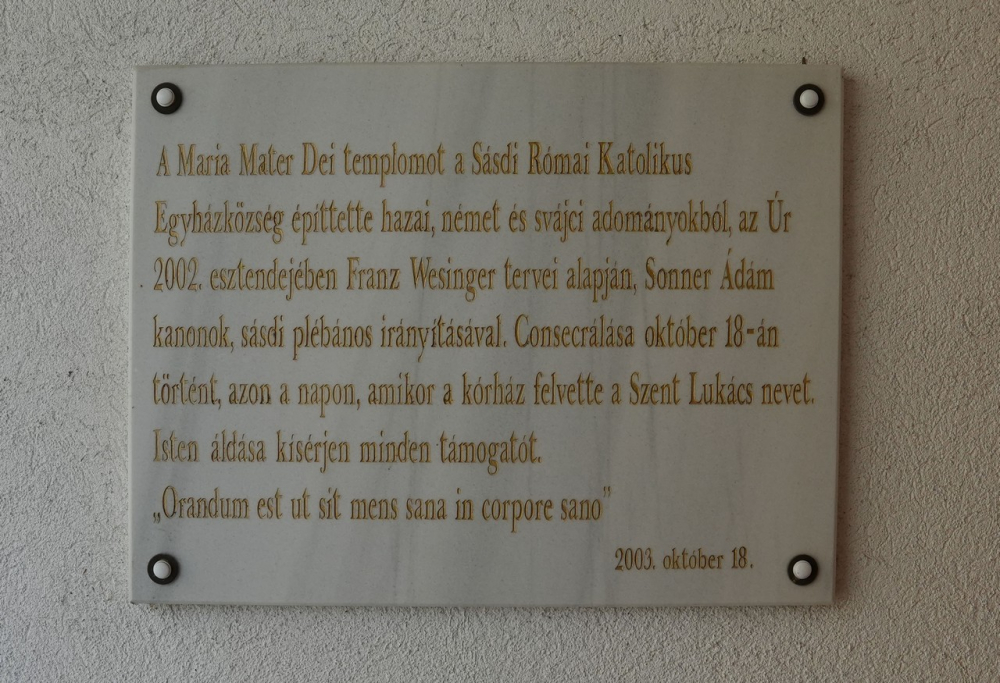 A Maria Mater Dei templomot a Sásdi Római Katolikus
Egyházközség építtette hazai, német és svájci adományokból, az Úr
2002. esztendejében Franz Wesinger tervei alapján, Sonner Ádám
kanonok, sásdi plébános irányításával. Consecrálása október 18-án
történt, azon a napon, amikor a kórház felvette a Szent Lukács nevet.
Isten áldása kísérjen minden támogatót.
„Orandum est ut sit mens sana in corpore sano”
2003. október 18.